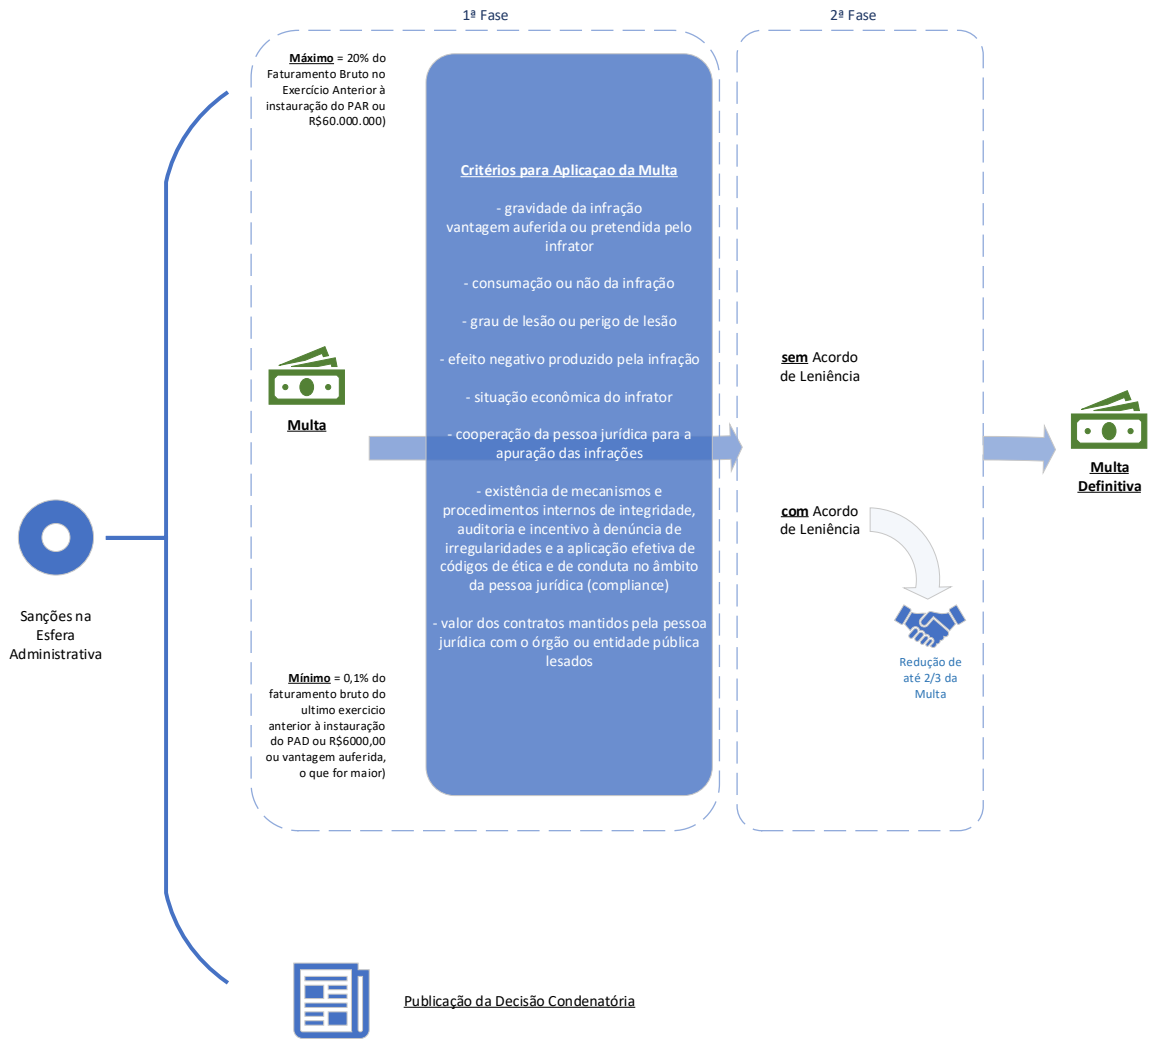 1ª Fase
2ª Fase
Máximo = 20% do
Faturamento Bruto no
Exercício Anterior à
instauração do PAR ou
R$60.000.000)
Critérios para Aplicaçao da Multa
- gravidade da infração
vantagem auferida ou pretendida pelo
infrator
- consumação ou não da infração
- grau de lesão ou perigo de lesão
- efeito negativo produzido pela infração
- situação econômica do infrator
- cooperação da pessoa jurídica para a
apuração das infrações
- existência de mecanismos e
procedimentos internos de integridade,
auditoria e incentivo à denúncia de
irregularidades e a aplicação efetiva de
códigos de ética e de conduta no âmbito
da pessoa jurídica (compliance)
- valor dos contratos mantidos pela pessoa
jurídica com o órgão ou entidade pública
lesados
Multa
sem Acordo
de Leniência
com Acordo
de Leniência
Redução de
até 2/3 da
Multa
Multa
Definitiva
Sanções na
Esfera
Administrativa
Mínimo = 0,1% do
faturamento bruto do
ultimo exercicio
anterior à instauração
do PAD ou R$6000,00
ou vantagem auferida,
o que for maior)
Publicação da Decisão Condenatória